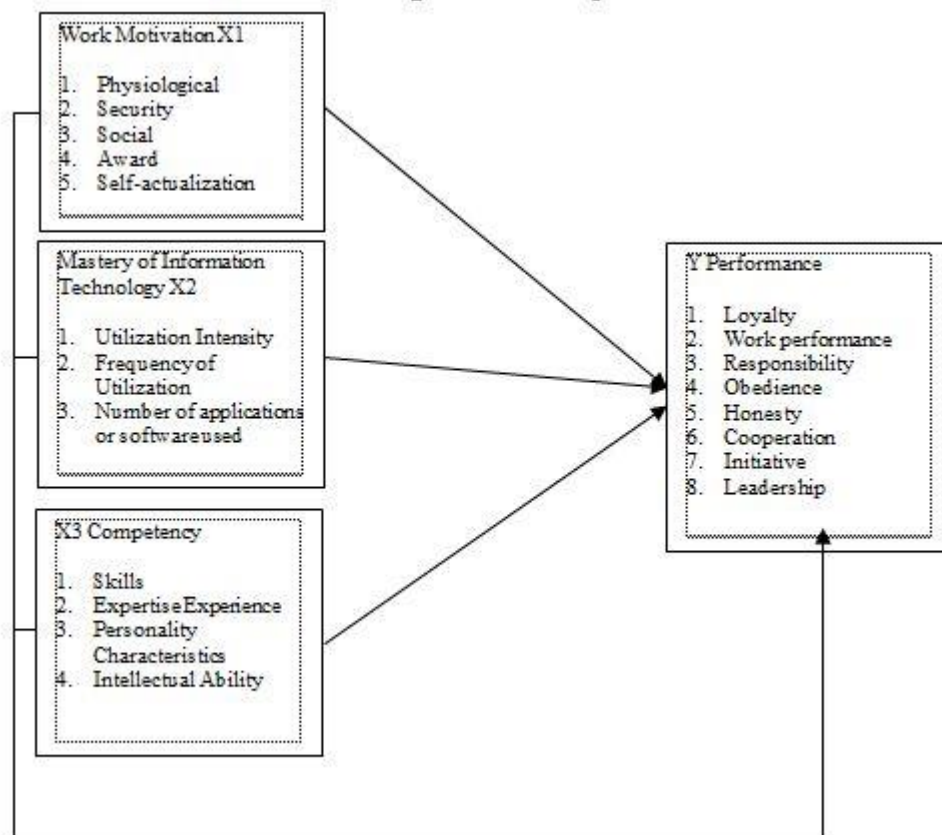 Work Motivation X1
1. Physiological
2. Security
3. Social
4. Award
5. Self-actualization
Mastery of Information
Technology X2
1. Utilization Intensity
2. Frequency of
Utilization
3. Number of applications
or software used
X3 Competency
1. Skills
2. Expertise Experience
3. Personality
Characteristics
4. Intellectual Ability
Y Performance
1. Loyalty
2. Work performance
3. Responsibility
4. Obedience
5. Honesty
6. Cooperation
7. Initiative
8. Leadership